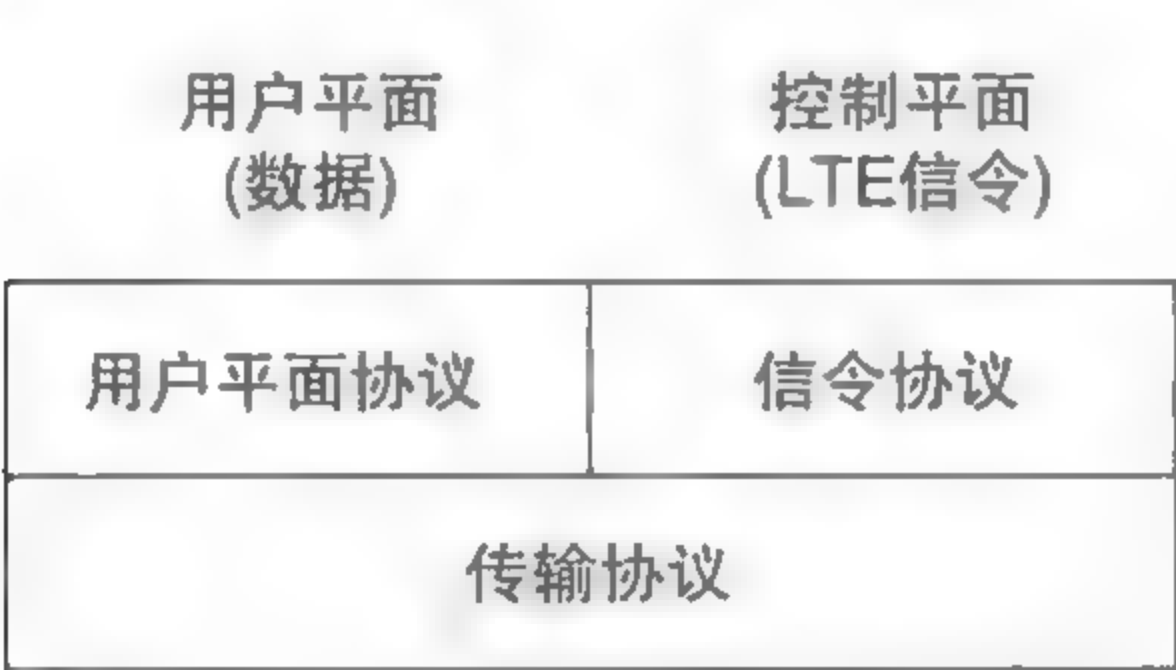 用户平面
(数据)
控制平面
(LTE信令)
用户平面协议
信令协议
传输协议